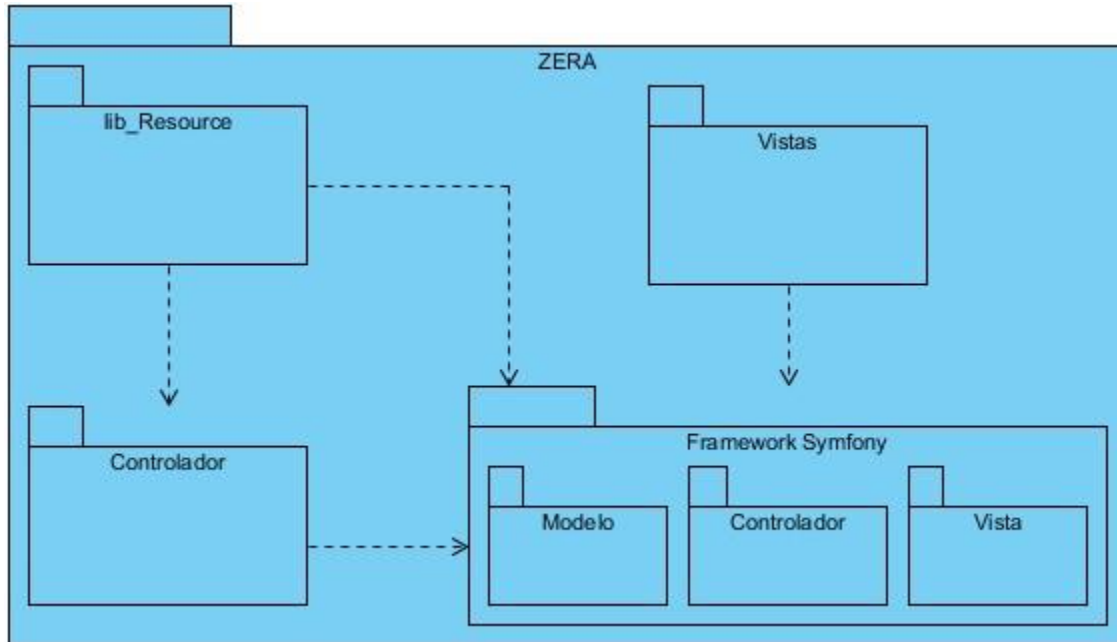 ZERA
lib_Resource
Vistas
Controlador
Framework Symfony
Modelo
Controlador
Vista